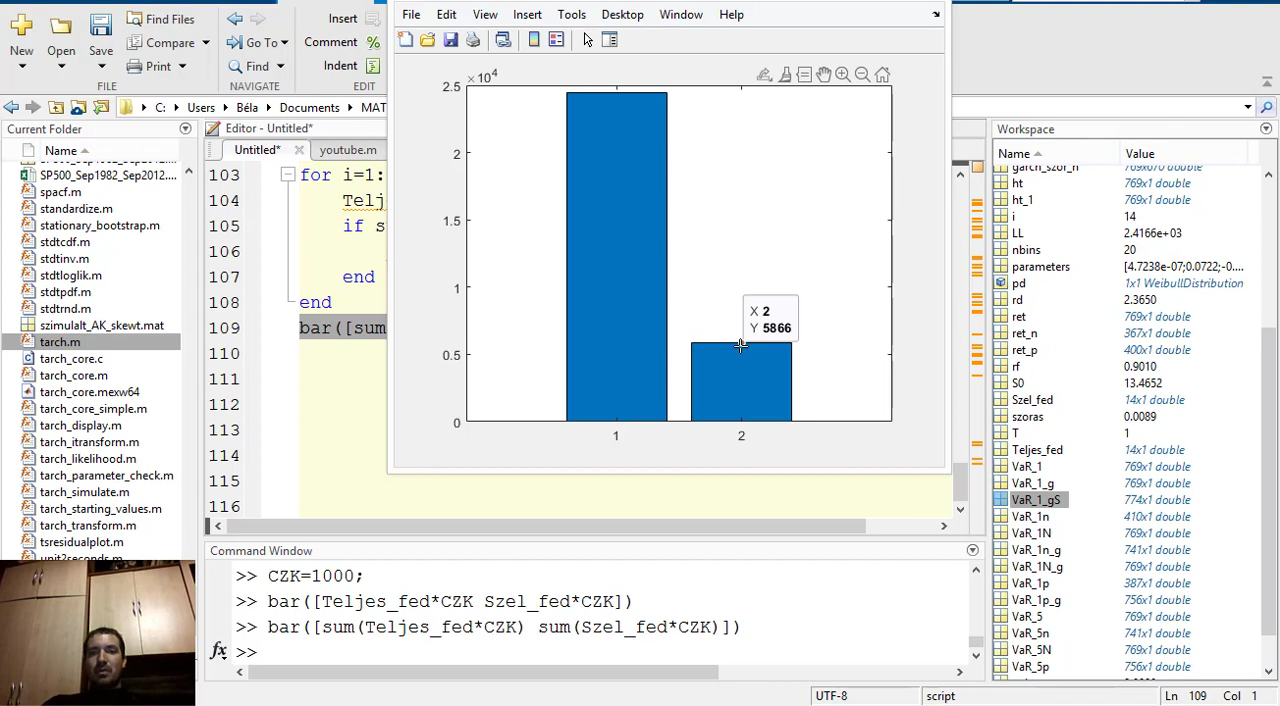 File Edit View Insert Tools Desktop Window Help
New Open Save
Find Files
Compare
Print
FILE
Go To
Find
NAVIGATE
Insert
Comment
Indent
EDIT
C: Users Béla Documents MAT
Current Folder
Name
SP500_Sep1982_Sep2012....
spacf.m
standardize.m
stationary_bootstrap.m
stdtcdf.m
stdtinv.m
stdtloglik.m
stdtpdf.m
stdtrnd.m
szimulalt_AK_skewt.mat
tarch.m
tarch_core.c
tarch_core.m
tarch_core.mexw64
tarch_core_simple.m
tarch_display.m
tarch_itransform.m
tarch_likelihood.m
tarch_parameter_check.m
tarch_simulate.m
tarch_starting_values.m
tarch_transform.m
tsresidualplot.m
Editor - Untitled*
Untitled* youtube.m
103 for i=1:
104 Telj
105 if s
106
107 end
108 end
109 bar([sum
110
111
112
113
114
115
116
×10⁴
2.5
2
1.5
1
0.5
0
1 2
X 2
Y 5866
Command Window
>> CZK=1000;
>> bar([Teljes_fed*CZK Szel_fed*CZK])
>> bar([sum(Teljes_fed*CZK) sum(Szel_fed*CZK)])
fx >>
Workspace
Name Value
ht 769x1 double
ht_1 769x1 double
i 14
LL 2.4166e+03
nbins 20
parameters [4.7238e-07;0.0722;-0....
pd 1x1 WeibullDistribution
rd 2.3650
ret 769x1 double
ret_n 367x1 double
ret_p 400x1 double
rf 0.9010
S0 13.4652
Szel_fed 14x1 double
szoras 0.0089
T 1
Teljes_fed 14x1 double
VaR_1 769x1 double
VaR_1_g 769x1 double
VaR_1_gS 774x1 double
VaR_1n 410x1 double
VaR_1N 769x1 double
VaR_1n_g 741x1 double
VaR_1N_g 769x1 double
VaR_1p 387x1 double
VaR_1p_g 756x1 double
VaR_5 769x1 double
VaR_5n 741x1 double
VaR_5N 769x1 double
VaR_5p 756x1 double
UTF-8 script Ln 109 Col 1